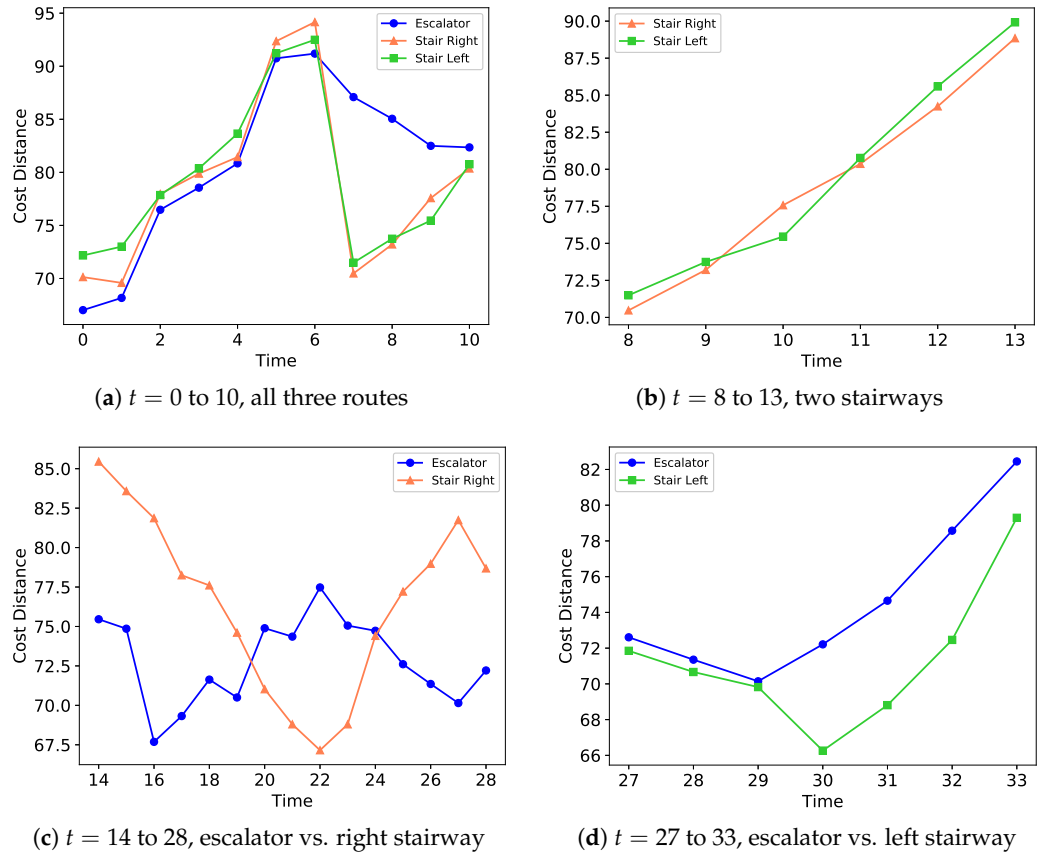 95
90
85
80
75
70
Cost Distance
Escalator
Stair Right
Stair Left
0 2 4 6 8 10
Time
(a) t = 0 to 10, all three routes
90.0
87.5
85.0
82.5
80.0
77.5
75.0
72.5
70.0
Cost Distance
Stair Right
Stair Left
8 9 10 11 12 13
Time
(b) t = 8 to 13, two stairways
85.0
82.5
80.0
77.5
75.0
72.5
70.0
67.5
Cost Distance
Escalator
Stair Right
14 16 18 20 22 24 26 28
Time
(c) t = 14 to 28, escalator vs. right stairway
82
80
78
76
74
72
70
68
66
Cost Distance
Escalator
Stair Left
27 28 29 30 31 32 33
Time
(d) t = 27 to 33, escalator vs. left stairway